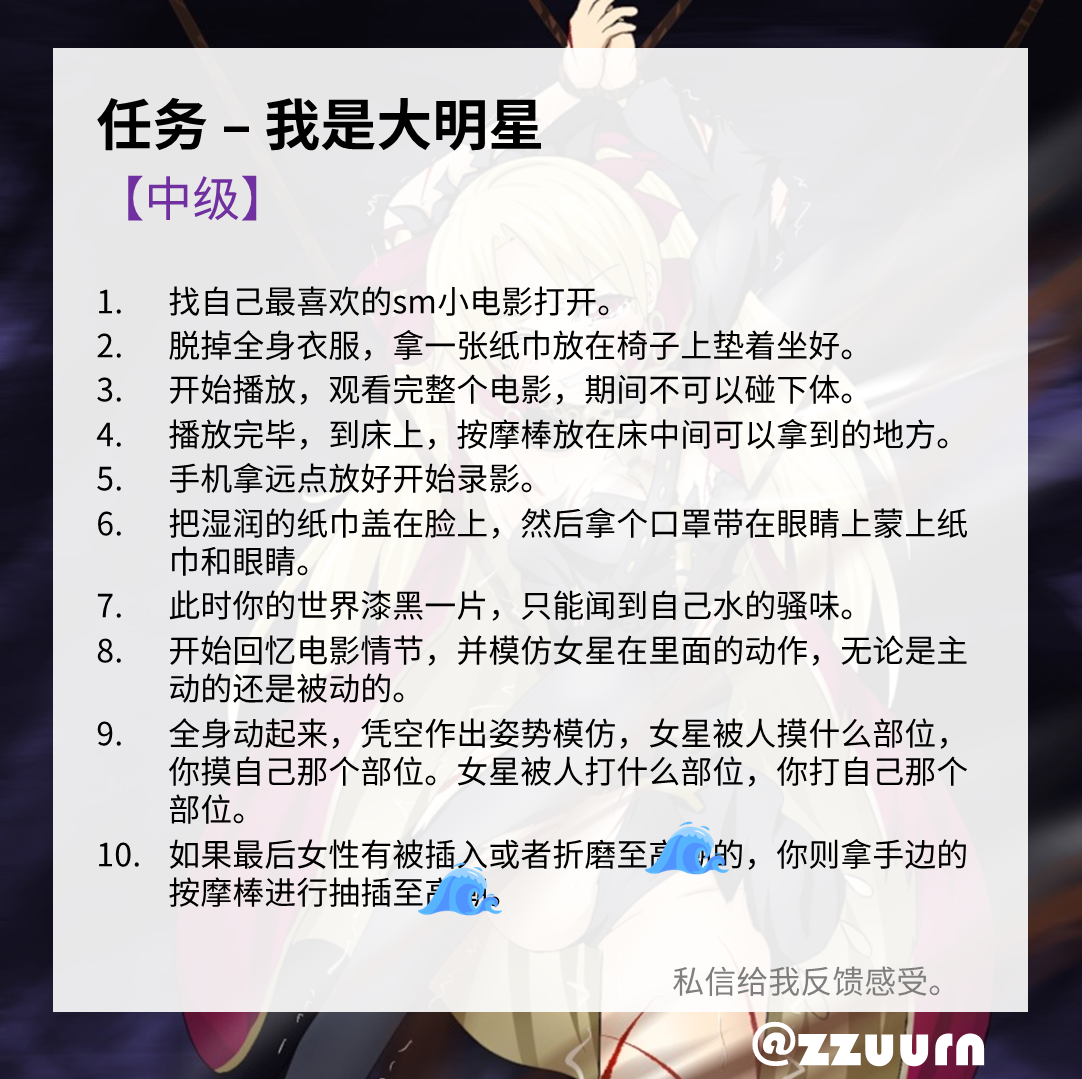 任务 – 我是大明星
【中级】
1. 找自己最喜欢的sm小电影打开。
2. 脱掉全身衣服，拿一张纸巾放在椅子上垫着坐好。
3. 开始播放，观看完整个电影，期间不可以碰下体。
4. 播放完毕，到床上，按摩棒放在床中间可以拿到的地方。
5. 手机拿远点放好开始录影。
6. 把湿润的纸巾盖在脸上，然后拿个口罩带在眼睛上蒙上纸
巾和眼睛。
7. 此时你的世界漆黑一片，只能闻到自己水的骚味。
8. 开始回忆电影情节，并模仿女星在里面的动作，无论是主
动的还是被动的。
9. 全身动起来，凭空作出姿势模仿，女星被人摸什么部位，
你摸自己那个部位。女星被人打什么部位，你打自己那个
部位。
10. 如果最后女性有被插入或者折磨至高的，你则拿手边的
按摩棒进行抽插至高。
私信给我反馈感受。
@zzuurn